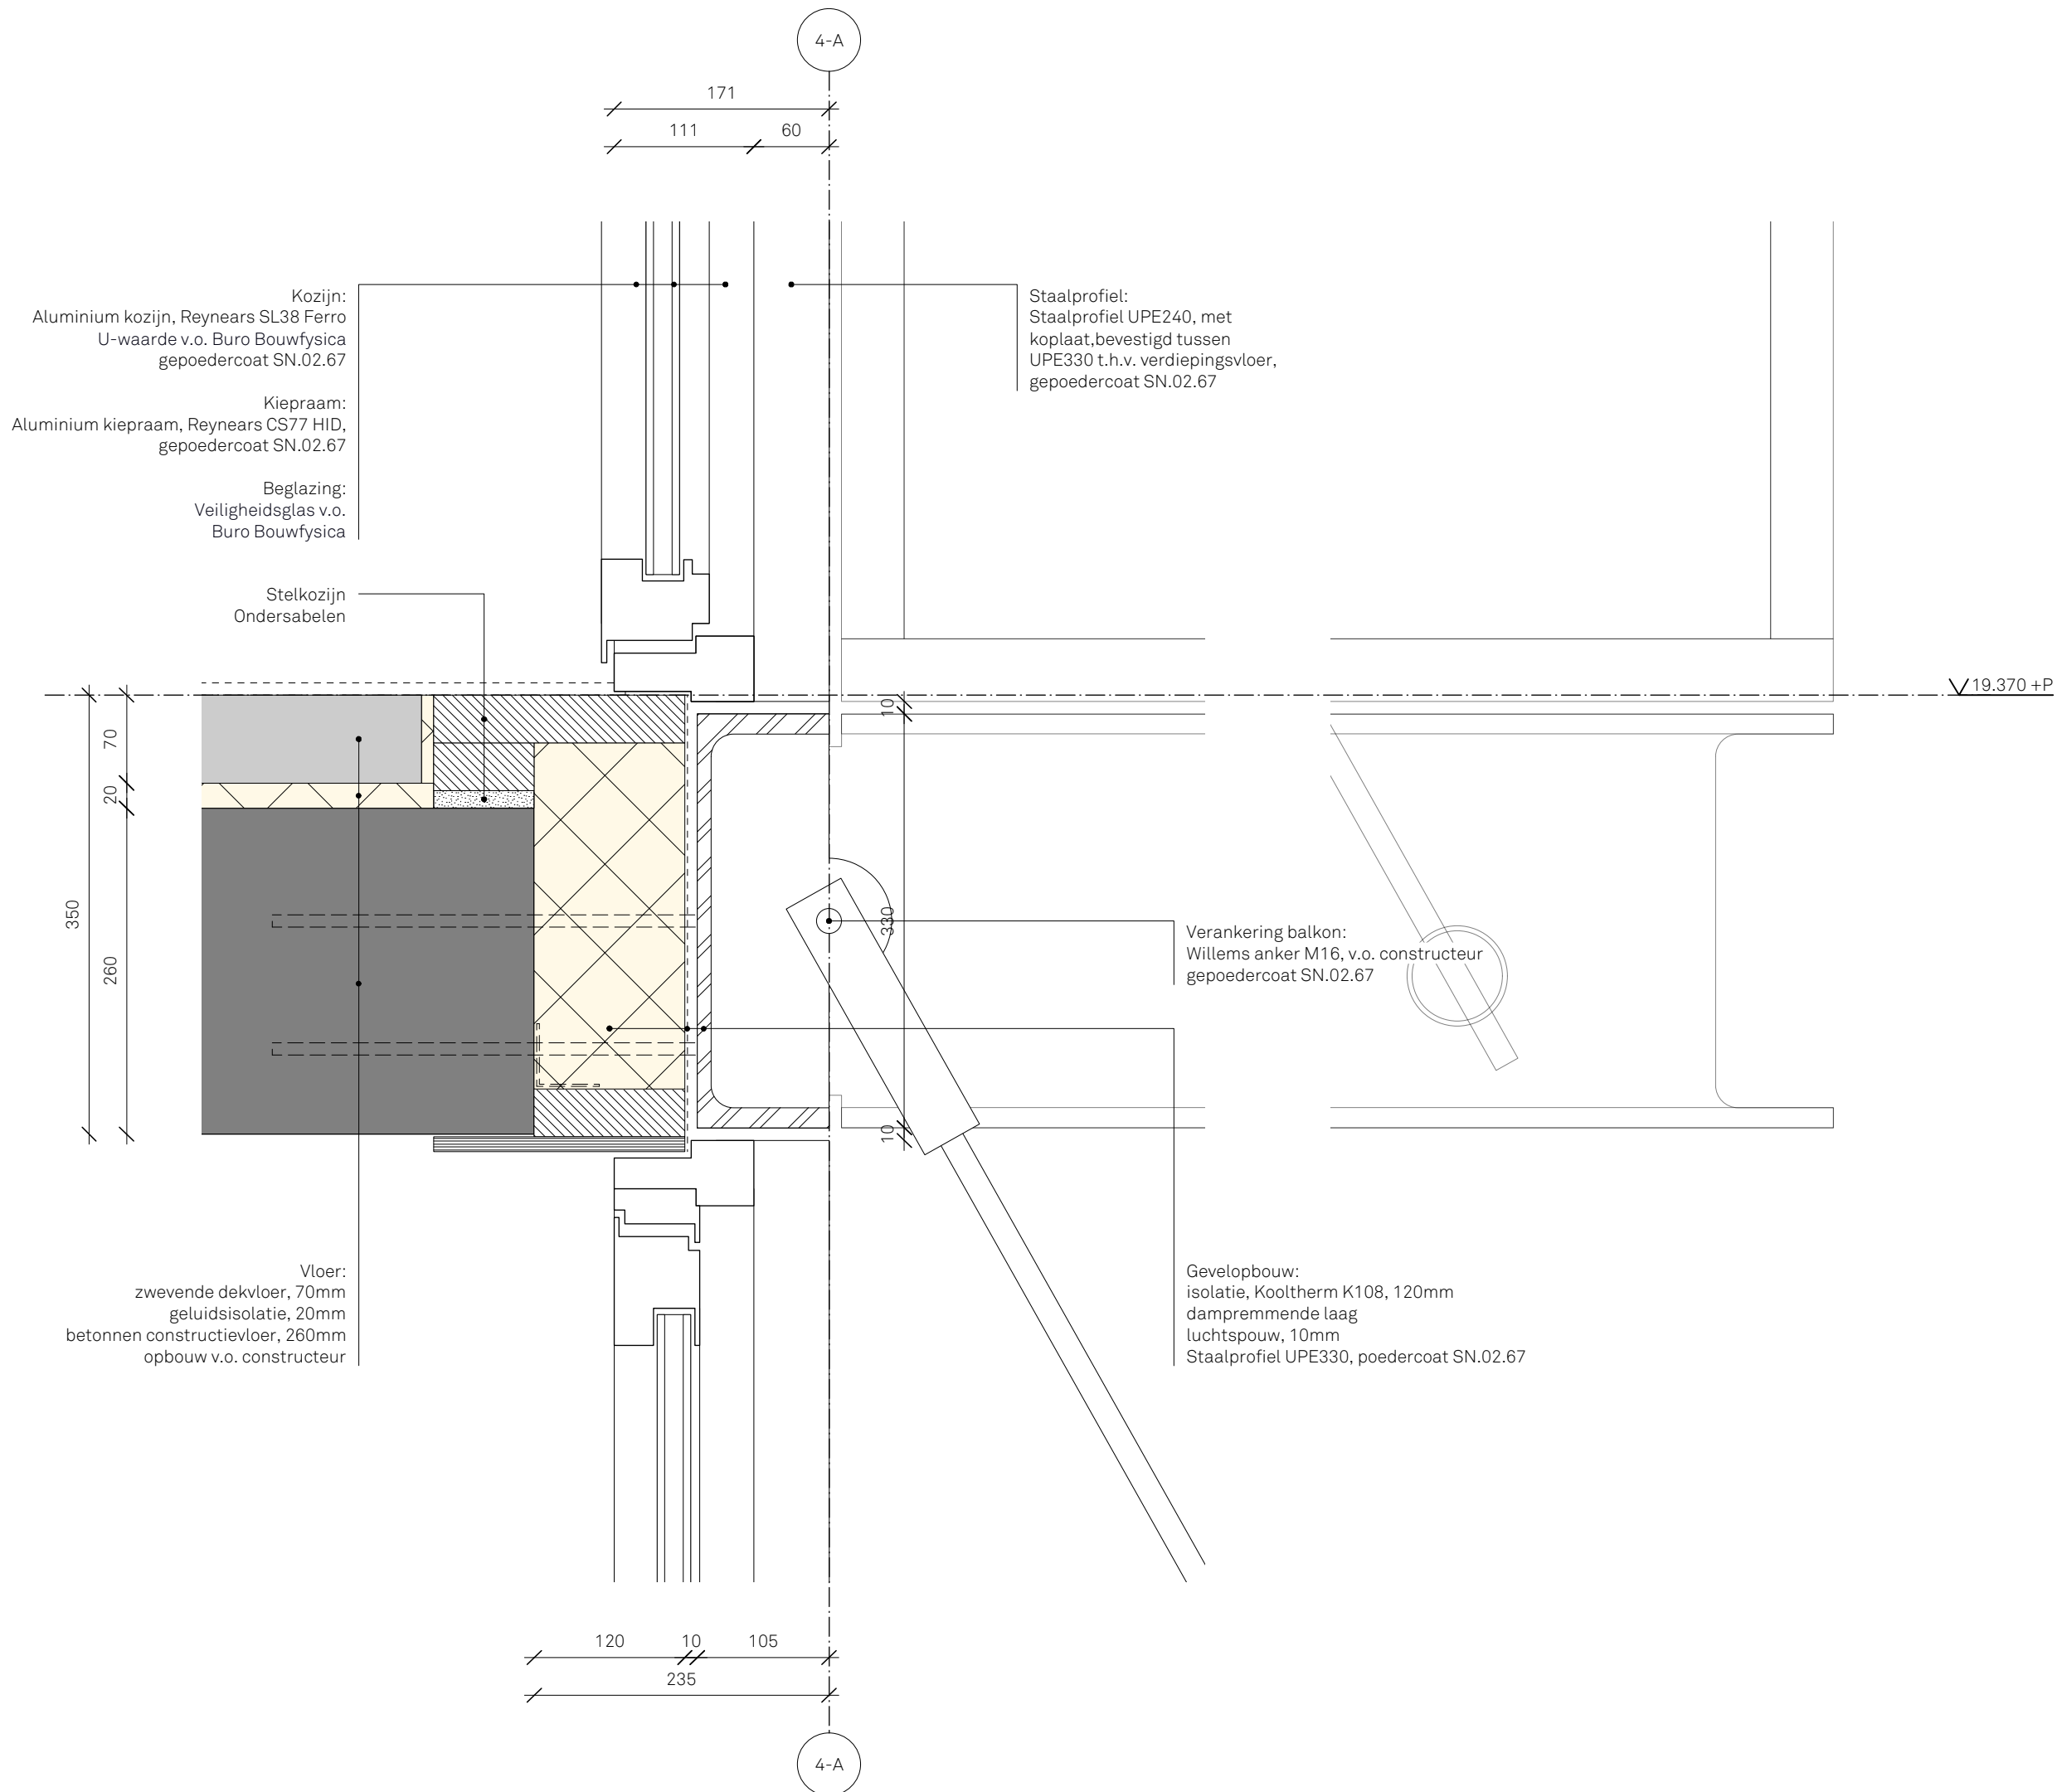 4-A
171
111
60
Kozijn:
Aluminium kozijn, Reynears SL38 Ferro
U-waarde v.o. Buro Bouwfysica
gepoedercoat SN.02.67
Kiepraam:
Aluminium kiepraam, Reynears CS77 HID,
gepoedercoat SN.02.67
Beglazing:
Veiligheidsglas v.o.
Buro Bouwfysica
Staalprofiel:
Staalprofiel UPE240, met
koplaat,bevestigd tussen
UPE330 t.h.v. verdiepingsvloer,
gepoedercoat SN.02.67
Stelkozijn
Ondersabelen
19.370 +P
10
70
20
350
260
330
10
Verankering balkon:
Willems anker M16, v.o. constructeur
gepoedercoat SN.02.67
Vloer:
zwevende dekvloer, 70mm
geluidsisolatie, 20mm
betonnen constructievloer, 260mm
opbouw v.o. constructeur
Gevelopbouw:
isolatie, Kooltherm K108, 120mm
dampremmende laag
luchtspouw, 10mm
Staalprofiel UPE330, poedercoat SN.02.67
120
10
105
235
4-A